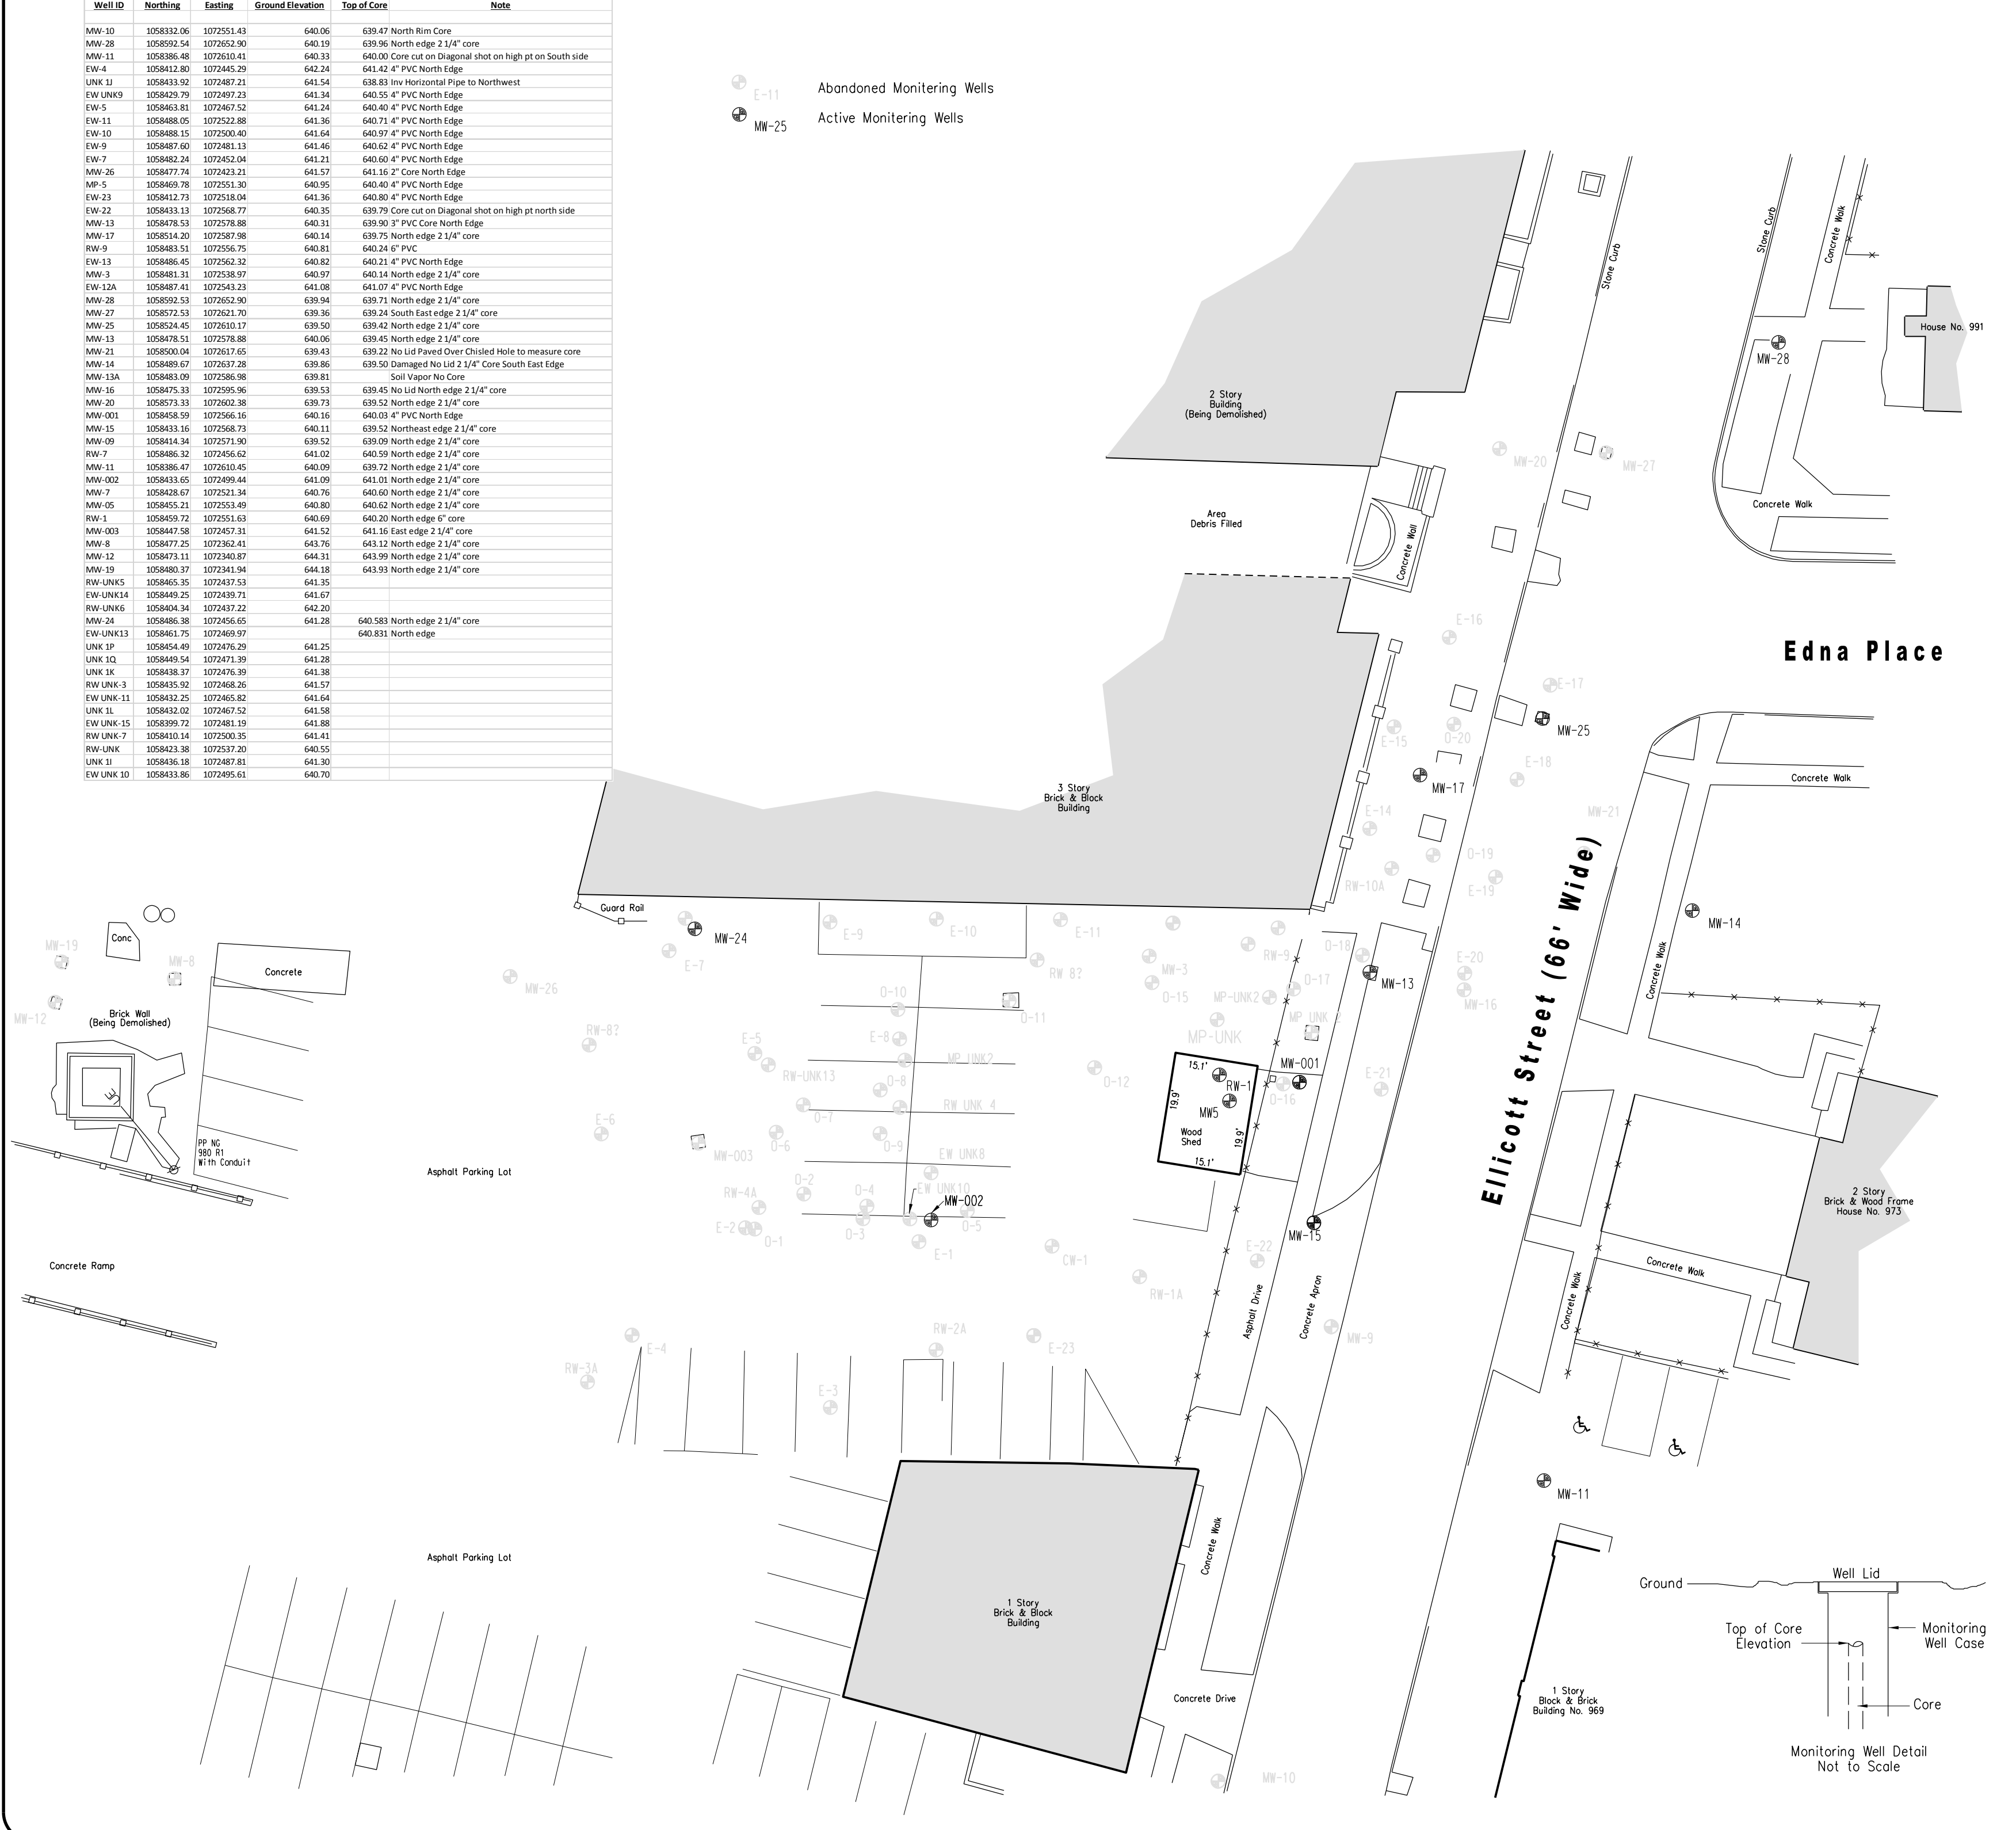 Well ID Northing Easting Ground Elevation Top of Core Note
MW-10 1058332.06 1072551.43 640.06 639.47 North Rim Core
MW-28 1058592.54 1072652.90 640.19 639.96 North edge 2 1/4" core
MW-11 1058386.48 1072610.41 640.33 640.00 Core cut on Diagonal shot on high pt on South side
EW-4 1058412.80 1072445.29 642.24 641.42 4" PVC North Edge
UNK 1J 1058433.92 1072487.21 641.54 638.83 Inv Horizontal Pipe to Northwest
EW UNK9 1058429.79 1072497.23 641.34 640.55 4" PVC North Edge
EW-5 1058463.81 1072467.52 641.24 640.40 4" PVC North Edge
EW-11 1058488.05 1072522.88 641.36 640.71 4" PVC North Edge
EW-10 1058488.15 1072500.40 641.64 640.97 4" PVC North Edge
EW-9 1058487.60 1072481.13 641.46 640.62 4" PVC North Edge
EW-7 1058482.24 1072452.04 641.21 640.60 4" PVC North Edge
MW-26 1058477.74 1072423.21 641.57 641.16 2" Core North Edge
MP-5 1058469.78 1072551.30 640.95 640.40 4" PVC North Edge
EW-23 1058412.73 1072518.04 641.36 640.80 4" PVC North Edge
EW-22 1058433.13 1072568.77 640.35 639.79 Core cut on Diagonal shot on high pt north side
MW-13 1058478.53 1072578.88 640.31 639.90 3" PVC Core North Edge
MW-17 1058514.20 1072587.98 640.14 639.75 North edge 2 1/4" core
RW-9 1058483.51 1072556.75 640.81 640.24 6" PVC
EW-13 1058486.45 1072562.32 640.82 640.21 4" PVC North Edge
MW-3 1058481.31 1072538.97 640.97 640.14 North edge 2 1/4" core
EW-12A 1058487.41 1072543.23 641.08 641.07 4" PVC North Edge
MW-28 1058592.53 1072652.90 639.94 639.71 North edge 2 1/4" core
MW-27 1058572.53 1072621.70 639.36 639.24 South East edge 2 1/4" core
MW-25 1058524.45 1072610.17 639.50 639.42 North edge 2 1/4" core
MW-13 1058478.51 1072578.88 640.06 639.45 North edge 2 1/4" core
MW-21 1058500.04 1072617.65 639.43 639.22 No Lid Paved Over Chisled Hole to measure core
MW-14 1058489.67 1072637.28 639.86 639.50 Damaged No Lid 2 1/4" Core South East Edge
MW-13A 1058483.09 1072586.98 639.81 Soil Vapor No Core
MW-16 1058475.33 1072595.96 639.53 639.45 No Lid North edge 2 1/4" core
MW-20 1058573.33 1072602.38 639.73 639.52 North edge 2 1/4" core
MW-001 1058458.59 1072566.16 640.16 640.03 4" PVC North Edge
MW-15 1058433.16 1072568.73 640.11 639.52 Northeast edge 2 1/4" core
MW-09 1058414.34 1072571.90 639.52 639.09 North edge 2 1/4" core
RW-7 1058486.32 1072456.62 641.02 640.59 North edge 2 1/4" core
MW-11 1058386.47 1072610.45 640.09 639.72 North edge 2 1/4" core
MW-002 1058433.65 1072499.44 641.09 641.01 North edge 2 1/4" core
MW-7 1058428.67 1072521.34 640.76 640.60 North edge 2 1/4" core
MW-05 1058455.21 1072553.49 640.80 640.62 North edge 2 1/4" core
RW-1 1058459.72 1072551.63 640.69 640.20 North edge 6" core
MW-003 1058447.58 1072457.31 641.52 641.16 East edge 2 1/4" core
MW-8 1058477.25 1072362.41 643.76 643.12 North edge 2 1/4" core
MW-12 1058473.11 1072340.87 644.31 643.99 North edge 2 1/4" core
MW-19 1058480.37 1072341.94 644.18 643.93 North edge 2 1/4" core
RW-UNK5 1058465.35 1072437.53 641.35
EW-UNK14 1058449.25 1072439.71 641.67
RW-UNK6 1058404.34 1072437.22 642.20
MW-24 1058486.38 1072456.65 641.28 640.583 North edge 2 1/4" core
EW-UNK13 1058461.75 1072469.97 640.831 North edge
UNK 1P 1058454.49 1072476.29 641.25
UNK 1Q 1058449.54 1072471.39 641.28
UNK 1K 1058438.37 1072476.39 641.38
RW UNK-3 1058435.92 1072468.26 641.57
EW UNK-11 1058432.25 1072465.82 641.64
UNK 1L 1058432.02 1072467.52 641.58
EW UNK-15 1058399.72 1072481.19 641.88
RW UNK-7 1058410.14 1072500.35 641.41
RW-UNK 1058423.38 1072537.20 640.55
UNK 1I 1058436.18 1072487.81 641.30
EW UNK 10 1058433.86 1072495.61 640.70
E-11 Abandoned Monitering Wells
MW-25 Active Monitering Wells
Stone Curb
Stone Curb
Concrete Walk
House No. 991
MW-28
2 Story
Building
(Being Demolished)
MW-20
MW-27
Concrete Walk
Area
Debris Filled
Concrete Wall
E-16
Edna Place
E-17
MW-25
E-15
O-20
E-18
Concrete Walk
MW-17
3 Story
Brick & Block
Building
E-14
MW-21
O-19
RW-10A
E-19
Ellicott Street (66' Wide)
Guard Rail
MW-24
E-9
E-10
E-11
MW-14
Conc
MW-19
MW-8
Concrete
E-7
MW-26
RW 8?
MW-3
RW-9
O-18
E-20
MW-13
MW-16
Concrete Walk
MW-12
Brick Wall
(Being Demolished)
O-10
O-11
O-15
O-17
MP-UNK2
MP UNK 2
MP-UNK
RW-8?
E-5
E-8
MP UNK2
RW-UNK13
O-8
O-12
15.1'
RW-1
MW-001
O-16
E-21
19.9'
MW5
Wood
Shed
19.9'
15.1'
E-6
O-7
RW UNK 4
O-6
O-9
MW-003
EW UNK8
PP NG
980 R1
With Conduit
Asphalt Parking Lot
RW-4A
O-2
O-4
EW UNK10
MW-002
E-2
O-1
O-3
E-1
O-5
CW-1
MW-15
E-22
RW-1A
2 Story
Brick & Wood Frame
House No. 973
Concrete Walk
Concrete Walk
Concrete Ramp
Asphalt Drive
Concrete Apron
MW-9
E-4
RW-3A
RW-2A
E-23
E-3
MW-11
Asphalt Parking Lot
Concrete Walk
1 Story
Brick & Block
Building
Concrete Drive
MW-10
1 Story
Block & Brick
Building No. 969
Ground
Well Lid
Top of Core
Elevation
Monitoring
Well Case
Core
Monitoring Well Detail
Not to Scale